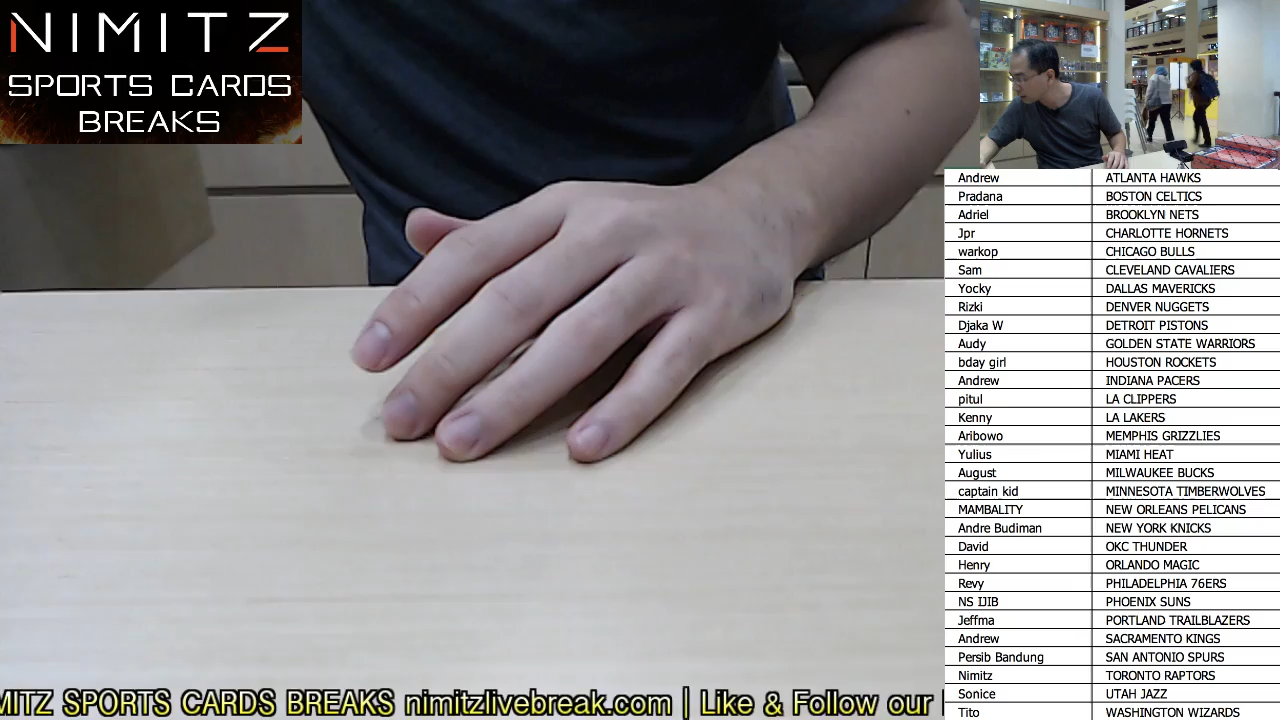 NIMITZ
SPORTS CARDS
BREAKS
Andrew ATLANTA HAWKS
Pradana BOSTON CELTICS
Adriel BROOKLYN NETS
Jpr CHARLOTTE HORNETS
warkop CHICAGO BULLS
Sam CLEVELAND CAVALIERS
Yocky DALLAS MAVERICKS
Rizki DENVER NUGGETS
Djaka W DETROIT PISTONS
Audy GOLDEN STATE WARRIORS
bday girl HOUSTON ROCKETS
Andrew INDIANA PACERS
pitul LA CLIPPERS
Kenny LA LAKERS
Aribowo MEMPHIS GRIZZLIES
Yulius MIAMI HEAT
August MILWAUKEE BUCKS
captain kid MINNESOTA TIMBERWOLVES
MAMBALITY NEW ORLEANS PELICANS
Andre Budiman NEW YORK KNICKS
David OKC THUNDER
Henry ORLANDO MAGIC
Revy PHILADELPHIA 76ERS
NS IJIB PHOENIX SUNS
Jeffma PORTLAND TRAILBLAZERS
Andrew SACRAMENTO KINGS
Persib Bandung SAN ANTONIO SPURS
Nimitz TORONTO RAPTORS
Sonice UTAH JAZZ
Tito WASHINGTON WIZARDS
MITZ SPORTS CARDS BREAKS nimitzlivebreak.com | Like & Follow our